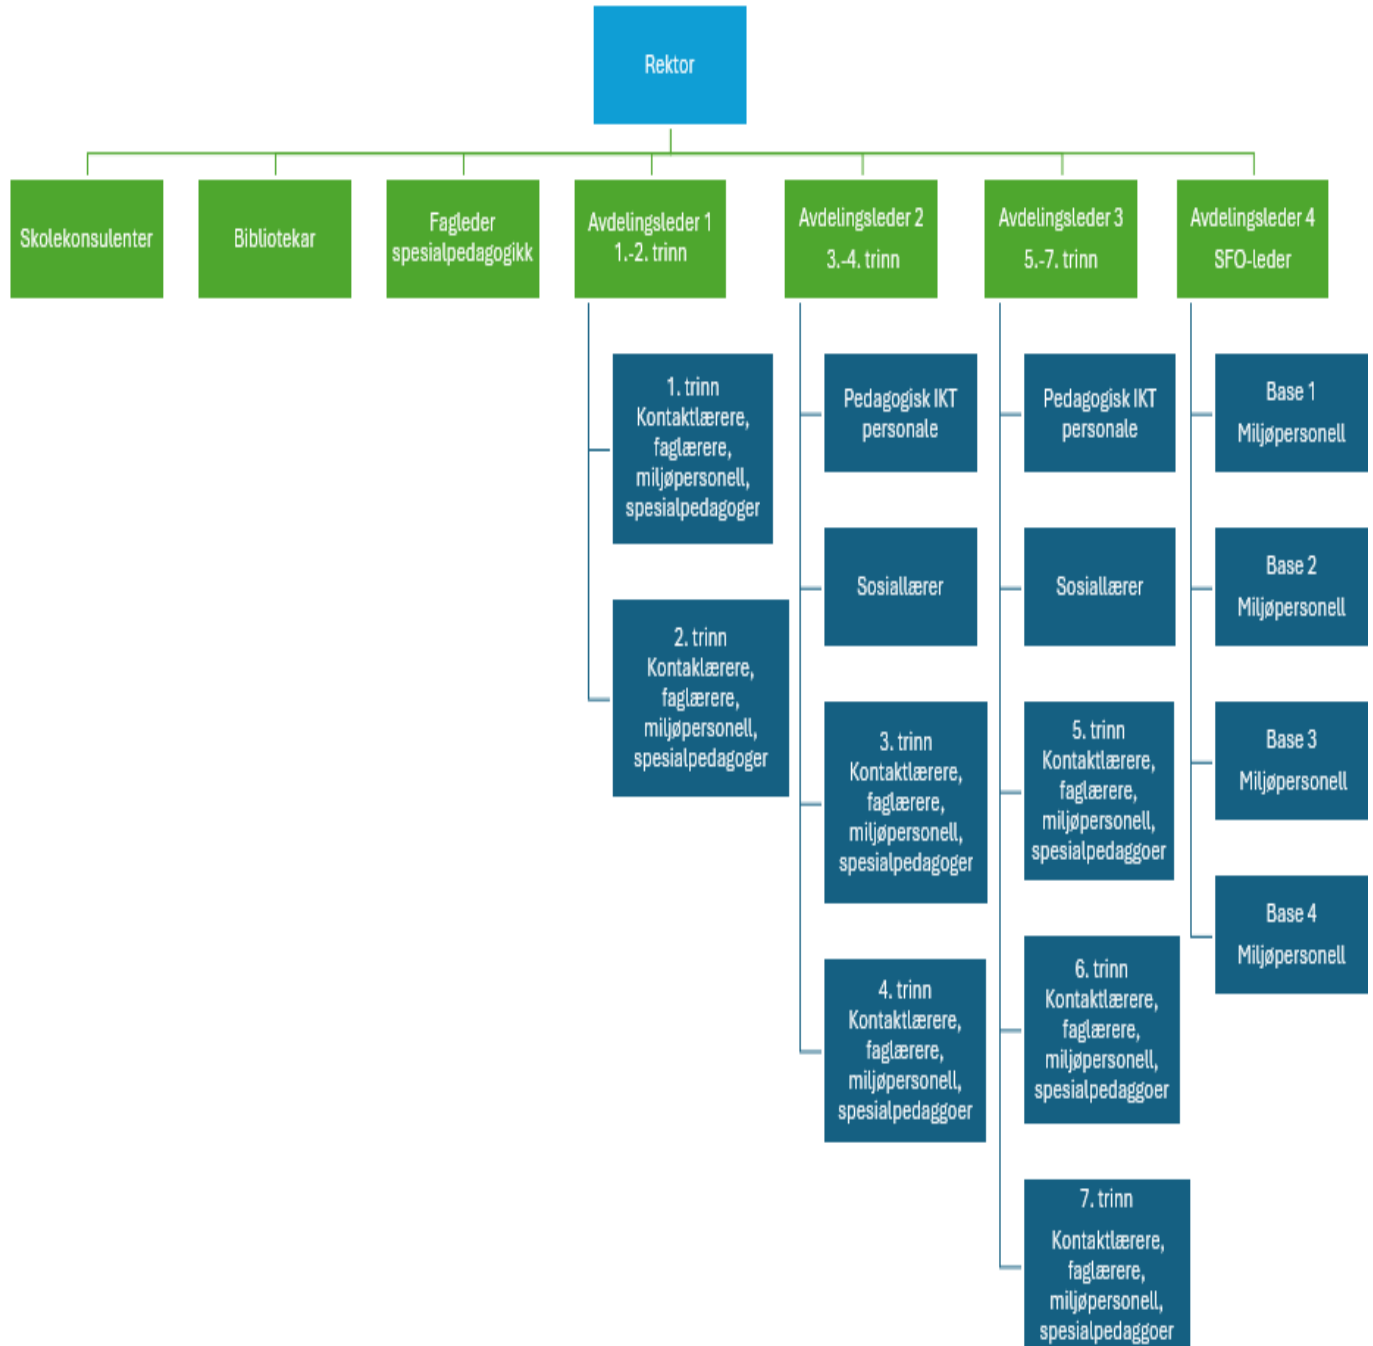 Rektor
Skolekonsulenter
Bibliotekar
Fagleder
spesialpedagogikk
Avdelingsleder 1
1.-2. trinn
Avdelingsleder 2
3.-4. trinn
Avdelingsleder 3
5.-7. trinn
Avdelingsleder 4
SFO-leder
1. trinn
Kontaktlærere,
faglærere,
miljøpersonell,
spesialpedagoger
2. trinn
Kontaklærere,
faglærere,
miljøpersonell,
spesialpedagoger
Pedagogisk IKT
personale
Sosiallærer
3. trinn
Kontaktlærere,
faglærere,
miljøpersonell,
spesialpedagoger
4. trinn
Kontaktlærere,
faglærere,
miljøpersonell,
spesialpedaggoer
Pedagogisk IKT
personale
Sosiallærer
5. trinn
Kontaktlærere,
faglærere,
miljøpersonell,
spesialpedaggoer
6. trinn
Kontaktlærere,
faglærere,
miljøpersonell,
spesialpedaggoer
7. trinn
Kontaktlærere,
faglærere,
miljøpersonell,
spesialpedaggoer
Base 1
Miljøpersonell
Base 2
Miljøpersonell
Base 3
Miljøpersonell
Base 4
Miljøpersonell